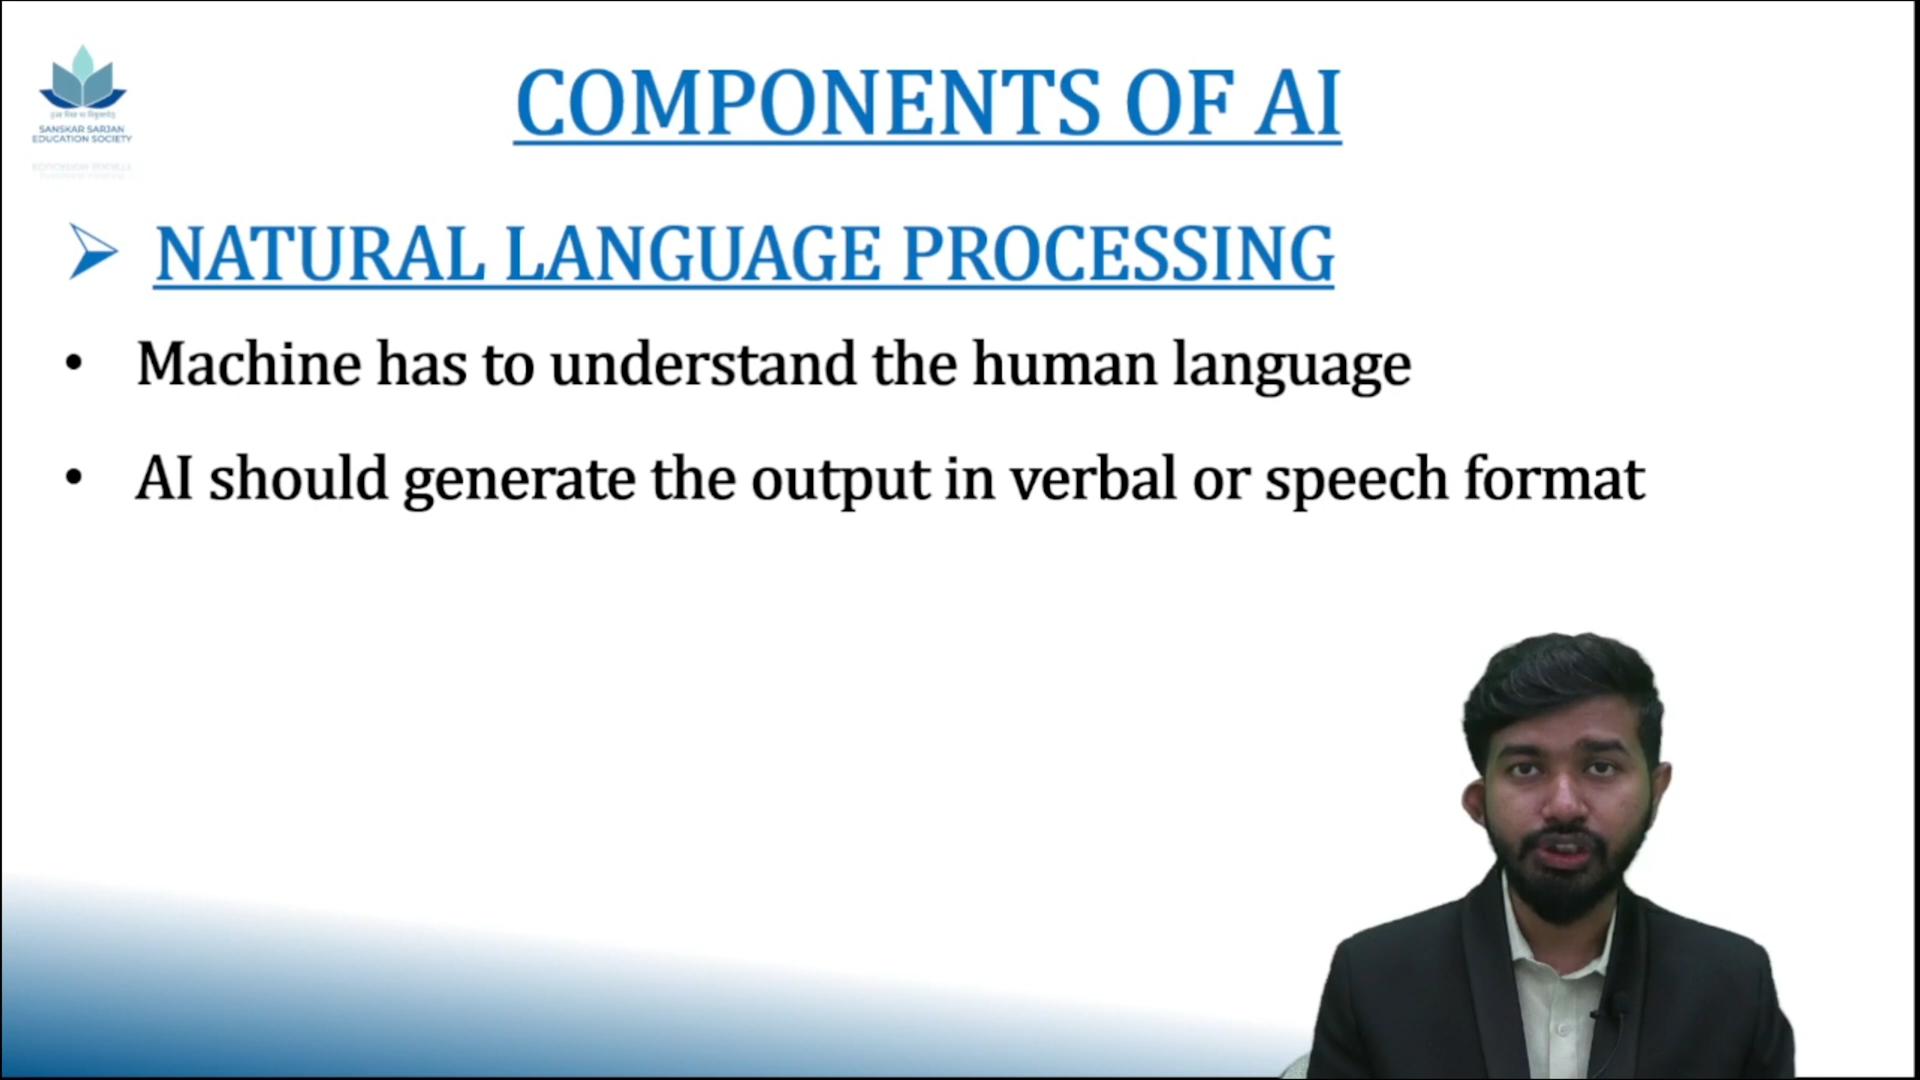 SANSKAR SARJAN
EDUCATION SOCIETY
COMPONENTS OF AI
NATURAL LANGUAGE PROCESSING
• Machine has to understand the human language
• AI should generate the output in verbal or speech format